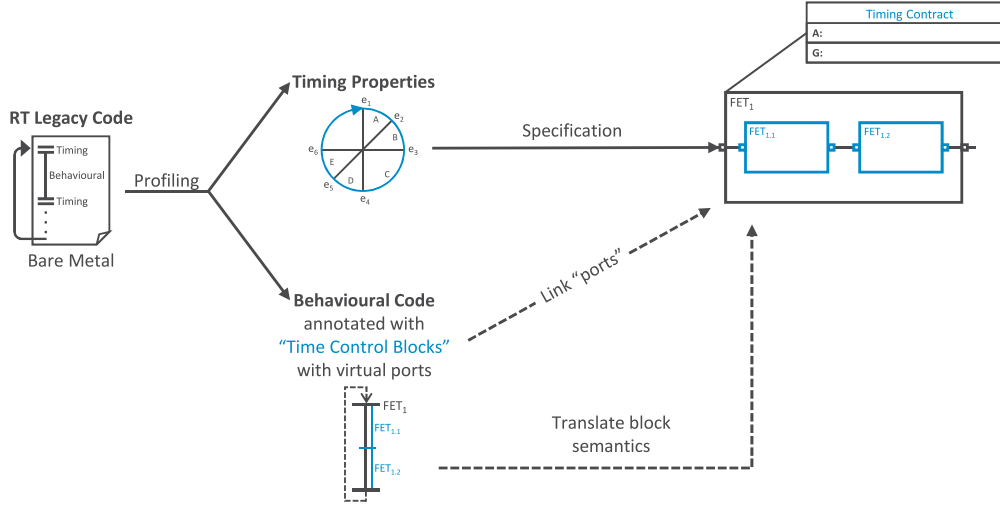 Timing Contract
A:
G:
FET1
FET1.1
FET1.2
Timing Properties
e1
e2
e3
e4
e5
e6
A
B
C
D
E
Specification
RT Legacy Code
Timing
Behavioural
Timing
Bare Metal
Profiling
Behavioural Code
annotated with
“Time Control Blocks”
with virtual ports
FET1
FET1.1
FET1.2
Link “ports”
Translate block
semantics